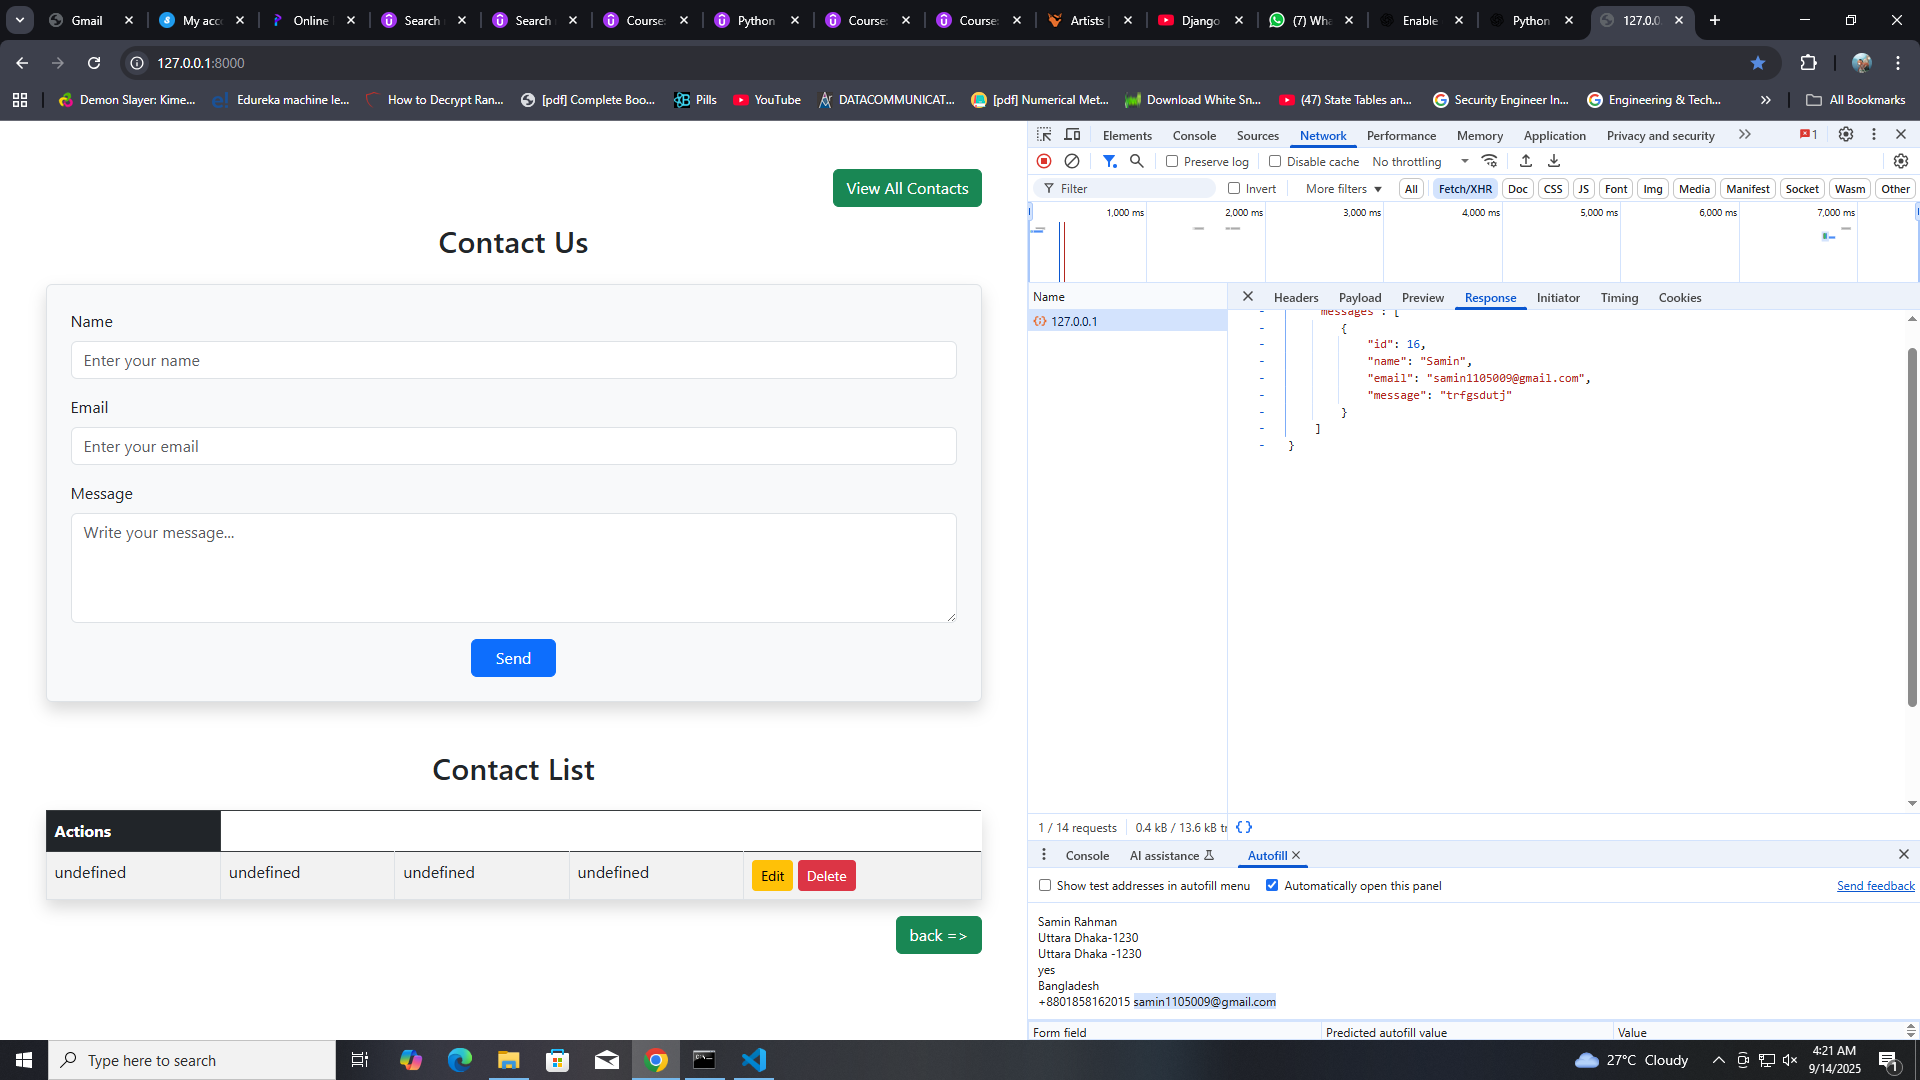 Gmail
My acc
Online
Search
Search
Course:
Python
Course:
Course:
Artists |
Django
(7) Wha
Enable
Python
127.0.0.
127.0.0.1:8000
Demon Slayer: Kime...
Edureka machine le...
How to Decrypt Ran...
[pdf] Complete Boo...
Pills
YouTube
DATACOMMUNICAT...
[pdf] Numerical Met...
Download White Sn...
(47) State Tables an...
Security Engineer In...
Engineering & Tech...
All Bookmarks
View All Contacts
Contact Us
Name
Enter your name
Email
Enter your email
Message
Write your message...
Send
Contact List
Actions
undefined undefined undefined undefined Edit Delete
back =>
Elements Console Sources Network Performance Memory Application Privacy and security 1
Preserve log Disable cache No throttling
Filter Invert More filters All Fetch/XHR Doc CSS JS Font Img Media Manifest Socket Wasm Other
1,000 ms 2,000 ms 3,000 ms 4,000 ms 5,000 ms 6,000 ms 7,000 ms
Name
127.0.0.1
Headers Payload Preview Response Initiator Timing Cookies
"messages": [
{
"id": 16,
"name": "Samin",
"email": "samin1105009@gmail.com",
"message": "trfgsdutj"
}
]
}
1 / 14 requests 0.4 kB / 13.6 kB tr {}
Console AI assistance Autofill
Show test addresses in autofill menu Automatically open this panel Send feedback
Samin Rahman
Uttara Dhaka-1230
Uttara Dhaka -1230
yes
Bangladesh
+8801858162015 samin1105009@gmail.com
Form field Predicted autofill value Value
Type here to search
27°C Cloudy
4:21 AM
9/14/2025
1